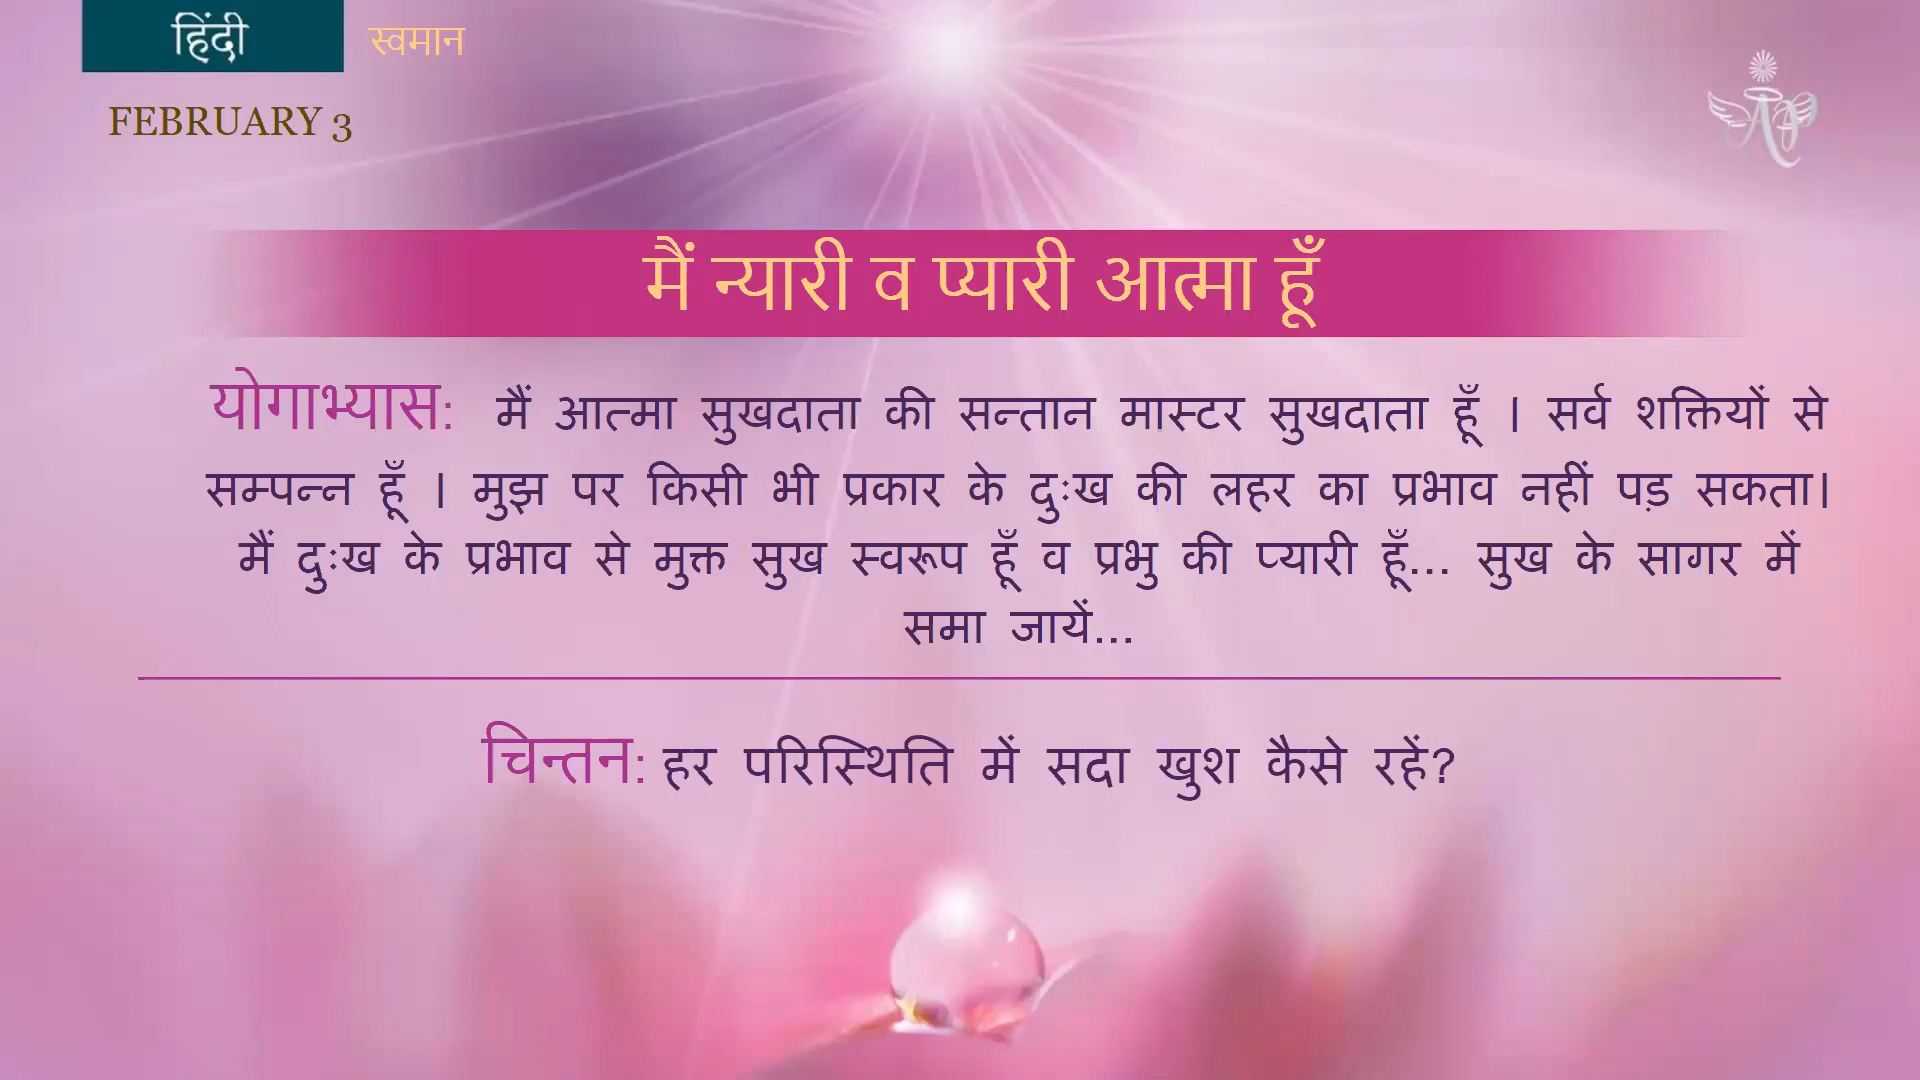 हिंदी
स्वमान
FEBRUARY 3
मैं न्यारी व प्यारी आत्मा हूँ
योगाभ्यास: मैं आत्मा सुखदाता की सन्तान मास्टर सुखदाता हूँ । सर्व शक्तियों से
सम्पन्न हूँ । मुझ पर किसी भी प्रकार के दुःख की लहर का प्रभाव नहीं पड़ सकता।
मैं दुःख के प्रभाव से मुक्त सुख स्वरूप हूँ व प्रभु की प्यारी हूँ... सुख के सागर में
समा जायें...
चिन्तन: हर परिस्थिति में सदा खुश कैसे रहें?
AP